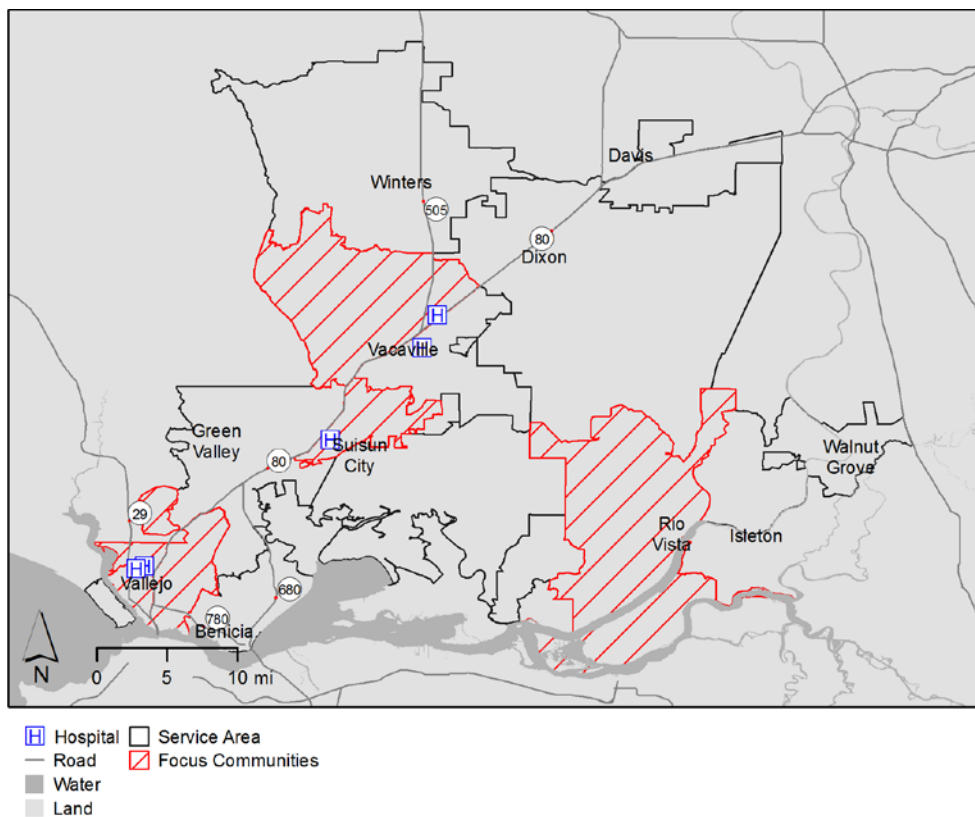 Davis
Winters
505
80
Dixon
H
Vacaville
H
Green
Valley
H
Suisun
City
80
Walnut
Grove
29
Rio
Vista
Isleton
H
H
Vallejo
680
780
Benicia
N
0 5 10 mi
H Hospital Service Area
Road Focus Communities
Water
Land